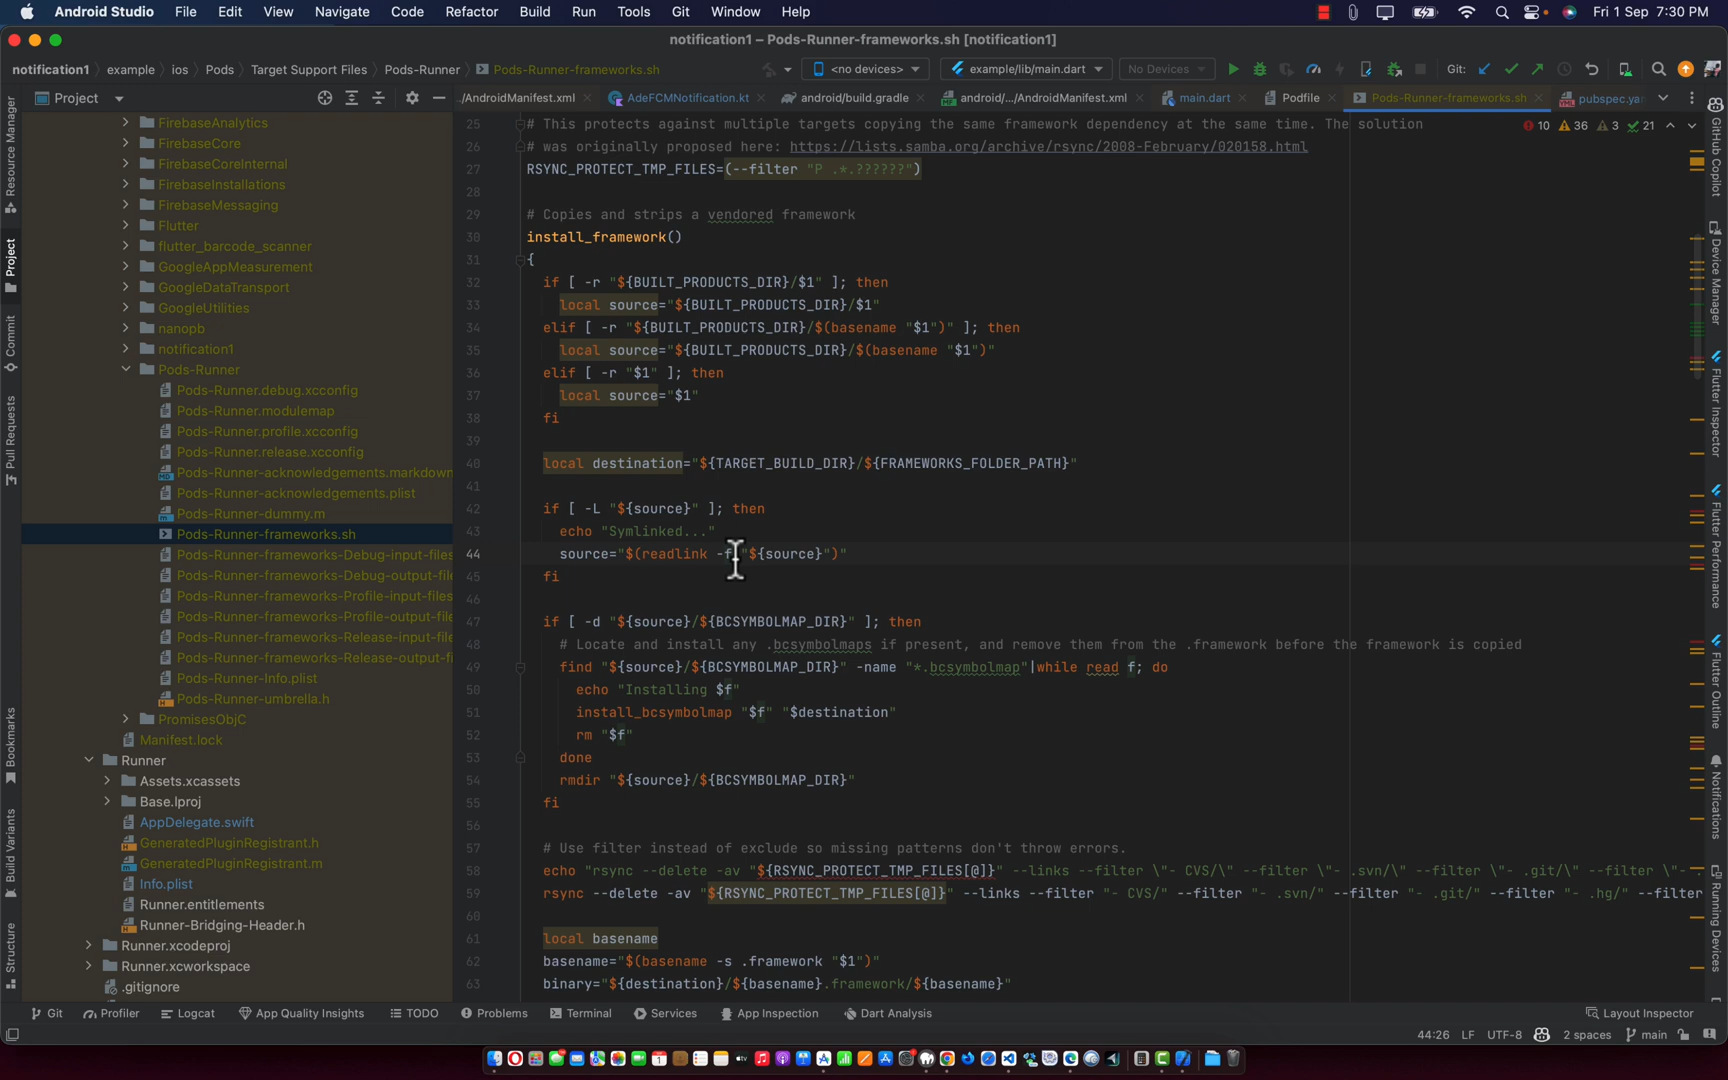 Android Studio File Edit View Navigate Code Refactor Build Run Tools Git Window Help Fri 1 Sep 7:30 PM
notification1 – Pods-Runner-frameworks.sh [notification1]
notification1 example ios Pods Target Support Files Pods-Runner Pods-Runner-frameworks.sh <no devices> example/lib/main.dart No Devices Git:
Project
/AndroidManifest.xml AdeFCMNotification.kt android/build.gradle android/.../AndroidManifest.xml main.dart Podfile Pods-Runner-frameworks.sh pubspec.yar
10 36 3 21
Resource Manager
Project
Commit
Pull Requests
Bookmarks
Build Variants
Structure
FirebaseAnalytics
FirebaseCore
FirebaseCoreInternal
FirebaseInstallations
FirebaseMessaging
Flutter
flutter_barcode_scanner
GoogleAppMeasurement
GoogleDataTransport
GoogleUtilities
nanopb
notification1
Pods-Runner
Pods-Runner.debug.xcconfig
Pods-Runner.modulemap
Pods-Runner.profile.xcconfig
Pods-Runner.release.xcconfig
Pods-Runner-acknowledgements.markdown
Pods-Runner-acknowledgements.plist
Pods-Runner-dummy.m
Pods-Runner-frameworks.sh
Pods-Runner-frameworks-Debug-input-files
Pods-Runner-frameworks-Debug-output-file
Pods-Runner-frameworks-Profile-input-files
Pods-Runner-frameworks-Profile-output-file
Pods-Runner-frameworks-Release-input-file
Pods-Runner-frameworks-Release-output-f
Pods-Runner-Info.plist
Pods-Runner-umbrella.h
PromisesObjC
Manifest.lock
Runner
Assets.xcassets
Base.lproj
AppDelegate.swift
GeneratedPluginRegistrant.h
GeneratedPluginRegistrant.m
Info.plist
Runner.entitlements
Runner-Bridging-Header.h
Runner.xcodeproj
Runner.xcworkspace
.gitignore
25 # This protects against multiple targets copying the same framework dependency at the same time. The solution
26 # was originally proposed here: https://lists.samba.org/archive/rsync/2008-February/020158.html
27 RSYNC_PROTECT_TMP_FILES=(--filter "P .*.??????")
28
29 # Copies and strips a vendored framework
30 install_framework()
31 {
32 if [ -r "${BUILT_PRODUCTS_DIR}/$1" ]; then
33 local source="${BUILT_PRODUCTS_DIR}/$1"
34 elif [ -r "${BUILT_PRODUCTS_DIR}/$(basename "$1")" ]; then
35 local source="${BUILT_PRODUCTS_DIR}/$(basename "$1")"
36 elif [ -r "$1" ]; then
37 local source="$1"
38 fi
39
40 local destination="${TARGET_BUILD_DIR}/${FRAMEWORKS_FOLDER_PATH}"
41
42 if [ -L "${source}" ]; then
43 echo "Symlinked..."
44 source="$(readlink -f "${source}")"
45 fi
46
47 if [ -d "${source}/${BCSYMBOLMAP_DIR}" ]; then
48 # Locate and install any .bcsymbolmaps if present, and remove them from the .framework before the framework is copied
49 find "${source}/${BCSYMBOLMAP_DIR}" -name "*.bcsymbolmap"|while read f; do
50 echo "Installing $f"
51 install_bcsymbolmap "$f" "$destination"
52 rm "$f"
53 done
54 rmdir "${source}/${BCSYMBOLMAP_DIR}"
55 fi
56
57 # Use filter instead of exclude so missing patterns don't throw errors.
58 echo "rsync --delete -av "${RSYNC_PROTECT_TMP_FILES[@]}" --links --filter \"- CVS/\" --filter \"- .svn/\" --filter \"- .git/\" --filter \"-
59 rsync --delete -av "${RSYNC_PROTECT_TMP_FILES[@]}" --links --filter "- CVS/" --filter "- .svn/" --filter "- .git/" --filter "- .hg/" --filter
60
61 local basename
62 basename="$(basename -s .framework "$1")"
63 binary="${destination}/${basename}.framework/${basename}"
GitHub Copilot
Device Manager
Flutter Inspector
Flutter Performance
Flutter Outline
Notifications
Running Devices
Git Profiler Logcat App Quality Insights TODO Problems Terminal Services App Inspection Dart Analysis Layout Inspector
44:26 LF UTF-8 2 spaces main